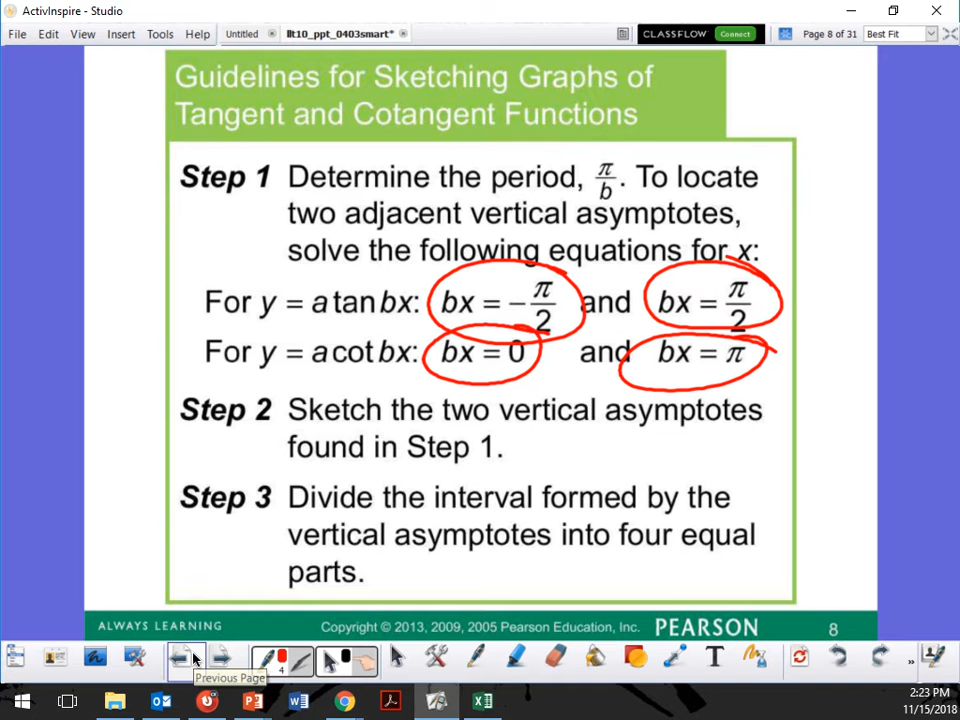 ActivInspire - Studio
File Edit View Insert Tools Help Untitled llt10_ppt_0403smart* CLASSFLOW Connect Page 8 of 31 Best Fit
Guidelines for Sketching Graphs of
Tangent and Cotangent Functions
Step 1 Determine the period, π/b. To locate
two adjacent vertical asymptotes,
solve the following equations for x:
For y = a tan bx: bx = −π/2 and bx = π/2
For y = a cot bx: bx = 0 and bx = π
Step 2 Sketch the two vertical asymptotes
found in Step 1.
Step 3 Divide the interval formed by the
vertical asymptotes into four equal
parts.
ALWAYS LEARNING Copyright © 2013, 2009, 2005 Pearson Education, Inc. PEARSON 8
4
T
Previous Page
2:23 PM
11/15/2018